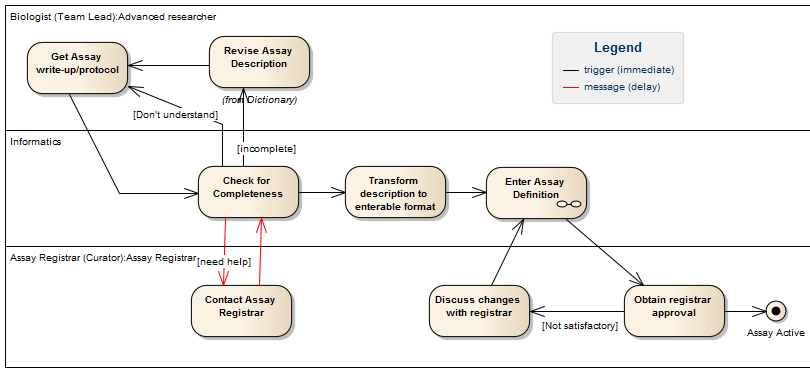 Biologist (Team Lead):Advanced researcher
Get Assay
write-up/protocol
Revise Assay
Description
(from Dictionary)
Legend
trigger (immediate)
message (delay)
[Don't understand]
[incomplete]
Informatics
Check for
Completeness
Transform
description to
enterable format
Enter Assay
Definition
Assay Registrar (Curator):Assay Registrar
[need help]
Contact Assay
Registrar
Discuss changes
with registrar
[Not satisfactory]
Obtain registrar
approval
Assay Active